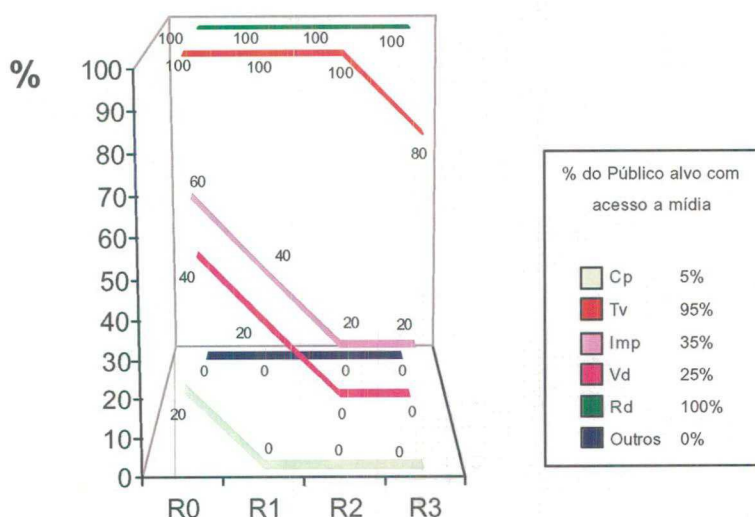 100 100 100 100
%
100 100 100 100
90
80 80
70
60 60
50
40 40 40
30 20 20 20
0 0 0 0
20 20 0 0
10 0 0 0
0
R0 R1 R2 R3
% do Público alvo com
acesso a mídia
Cp 5%
Tv 95%
Imp 35%
Vd 25%
Rd 100%
Outros 0%